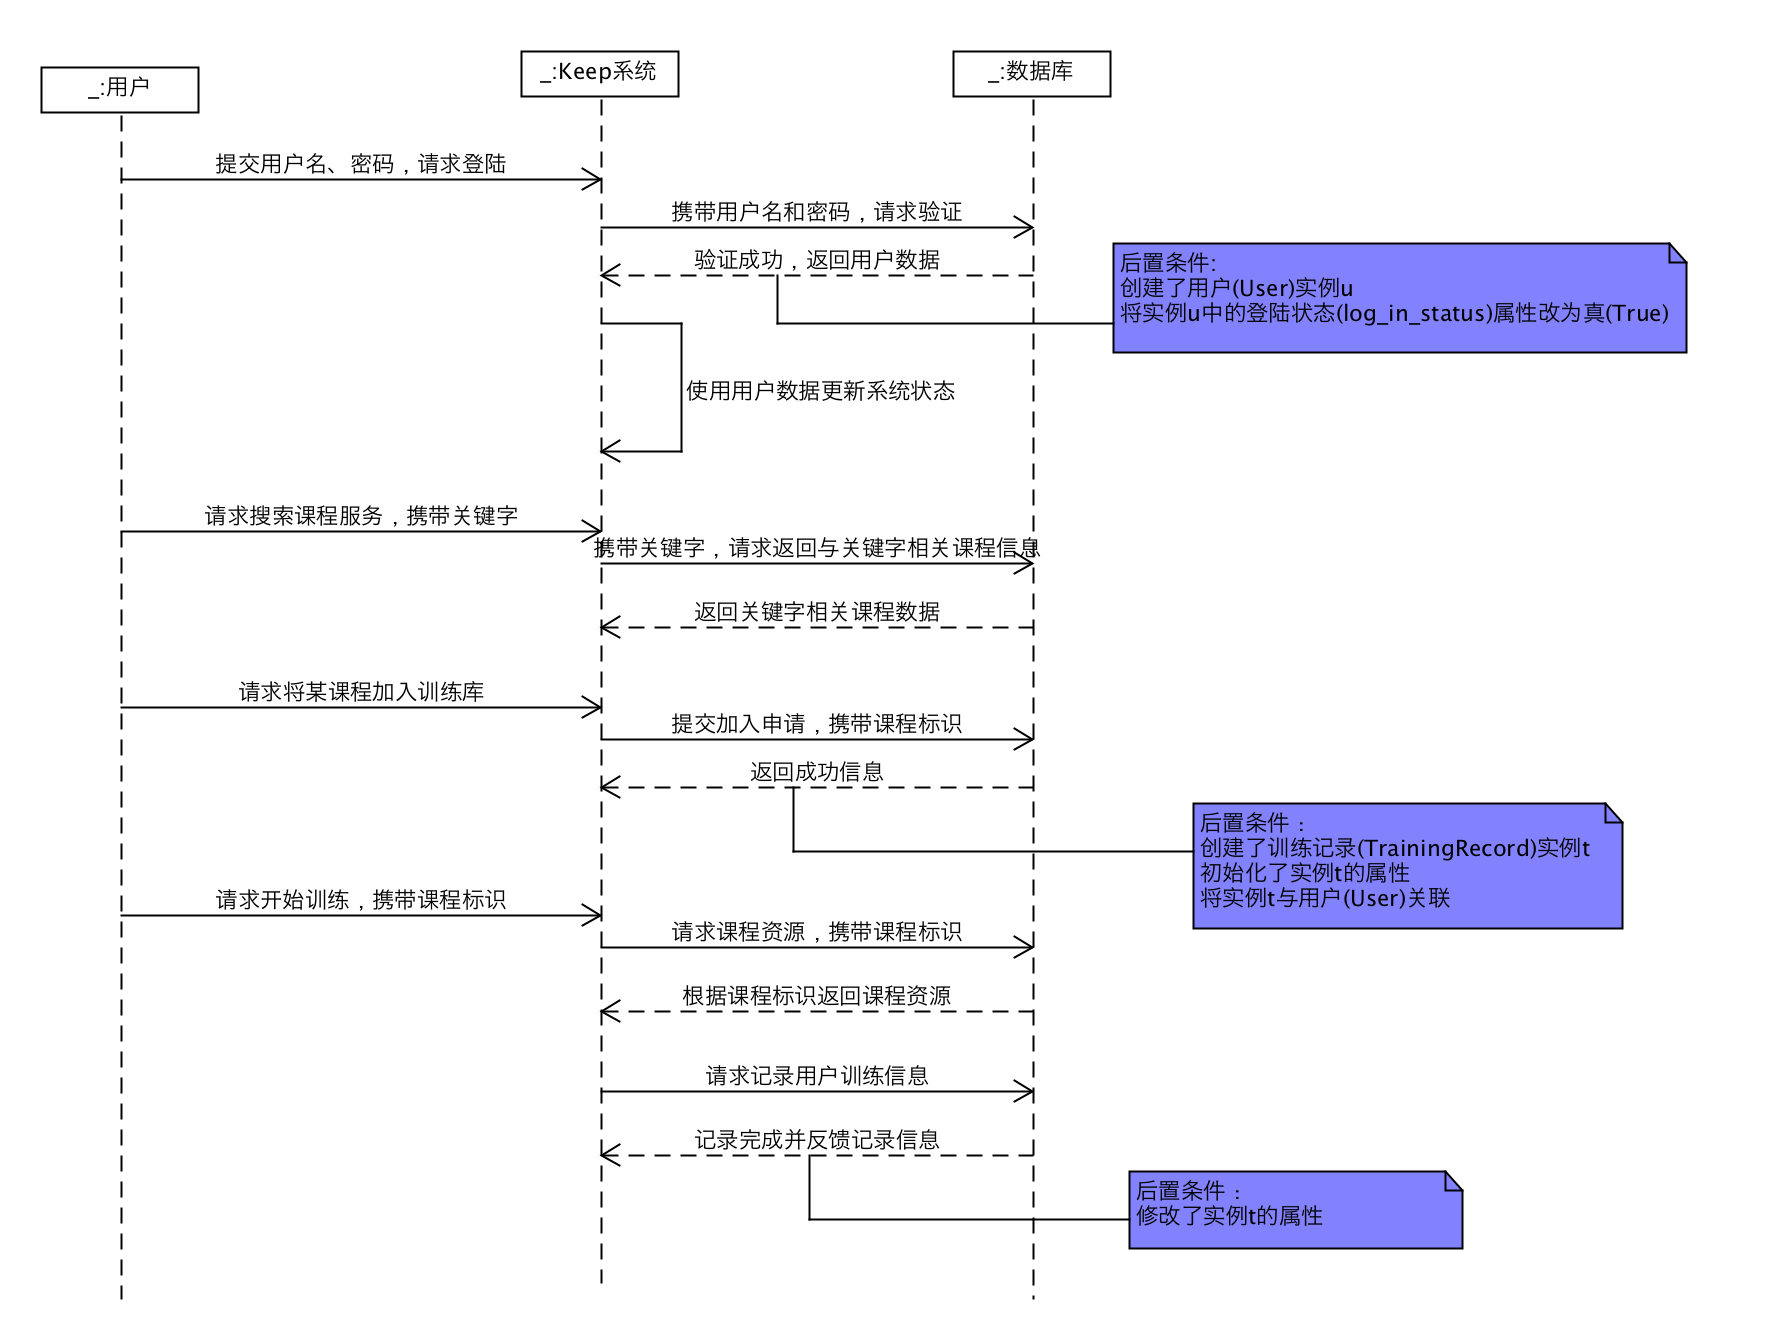 _:用户
_:Keep系统
_:数据库
提交用户名、密码，请求登陆
携带用户名和密码，请求验证
验证成功，返回用户数据
后置条件:
创建了用户(User)实例u
将实例u中的登陆状态(log_in_status)属性改为真(True)
使用用户数据更新系统状态
请求搜索课程服务，携带关键字
携带关键字，请求返回与关键字相关课程信息
返回关键字相关课程数据
请求将某课程加入训练库
提交加入申请，携带课程标识
返回成功信息
后置条件：
创建了训练记录(TrainingRecord)实例t
初始化了实例t的属性
将实例t与用户(User)关联
请求开始训练，携带课程标识
请求课程资源，携带课程标识
根据课程标识返回课程资源
请求记录用户训练信息
记录完成并反馈记录信息
后置条件：
修改了实例t的属性